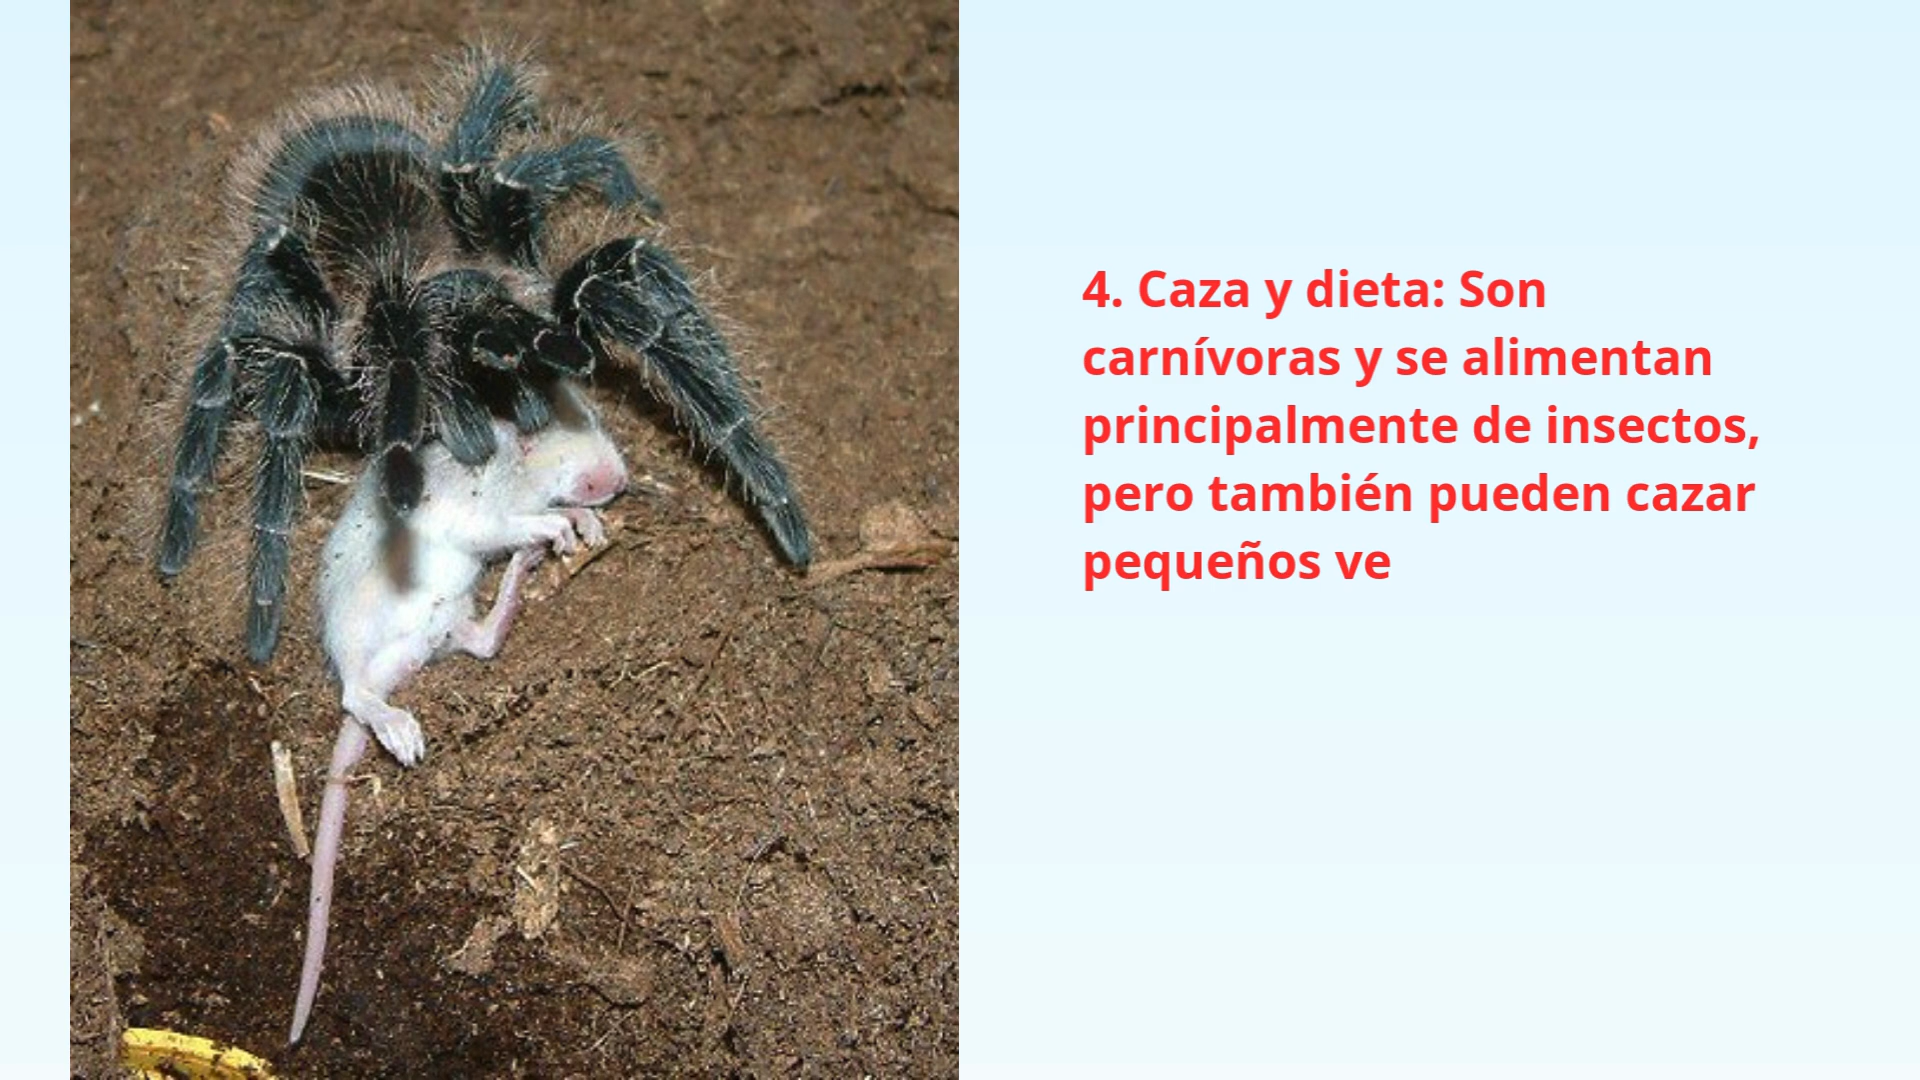 4. Caza y dieta: Son
carnívoras y se alimentan
principalmente de insectos,
pero también pueden cazar
pequeños ve